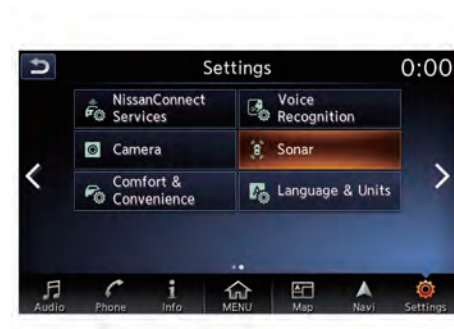 Settings
0:00
NissanConnect
Services
Voice
Recognition
Camera
Sonar
Comfort &
Convenience
Language & Units
Audio
Phone
Info
MENU
Map
Navi
Settings